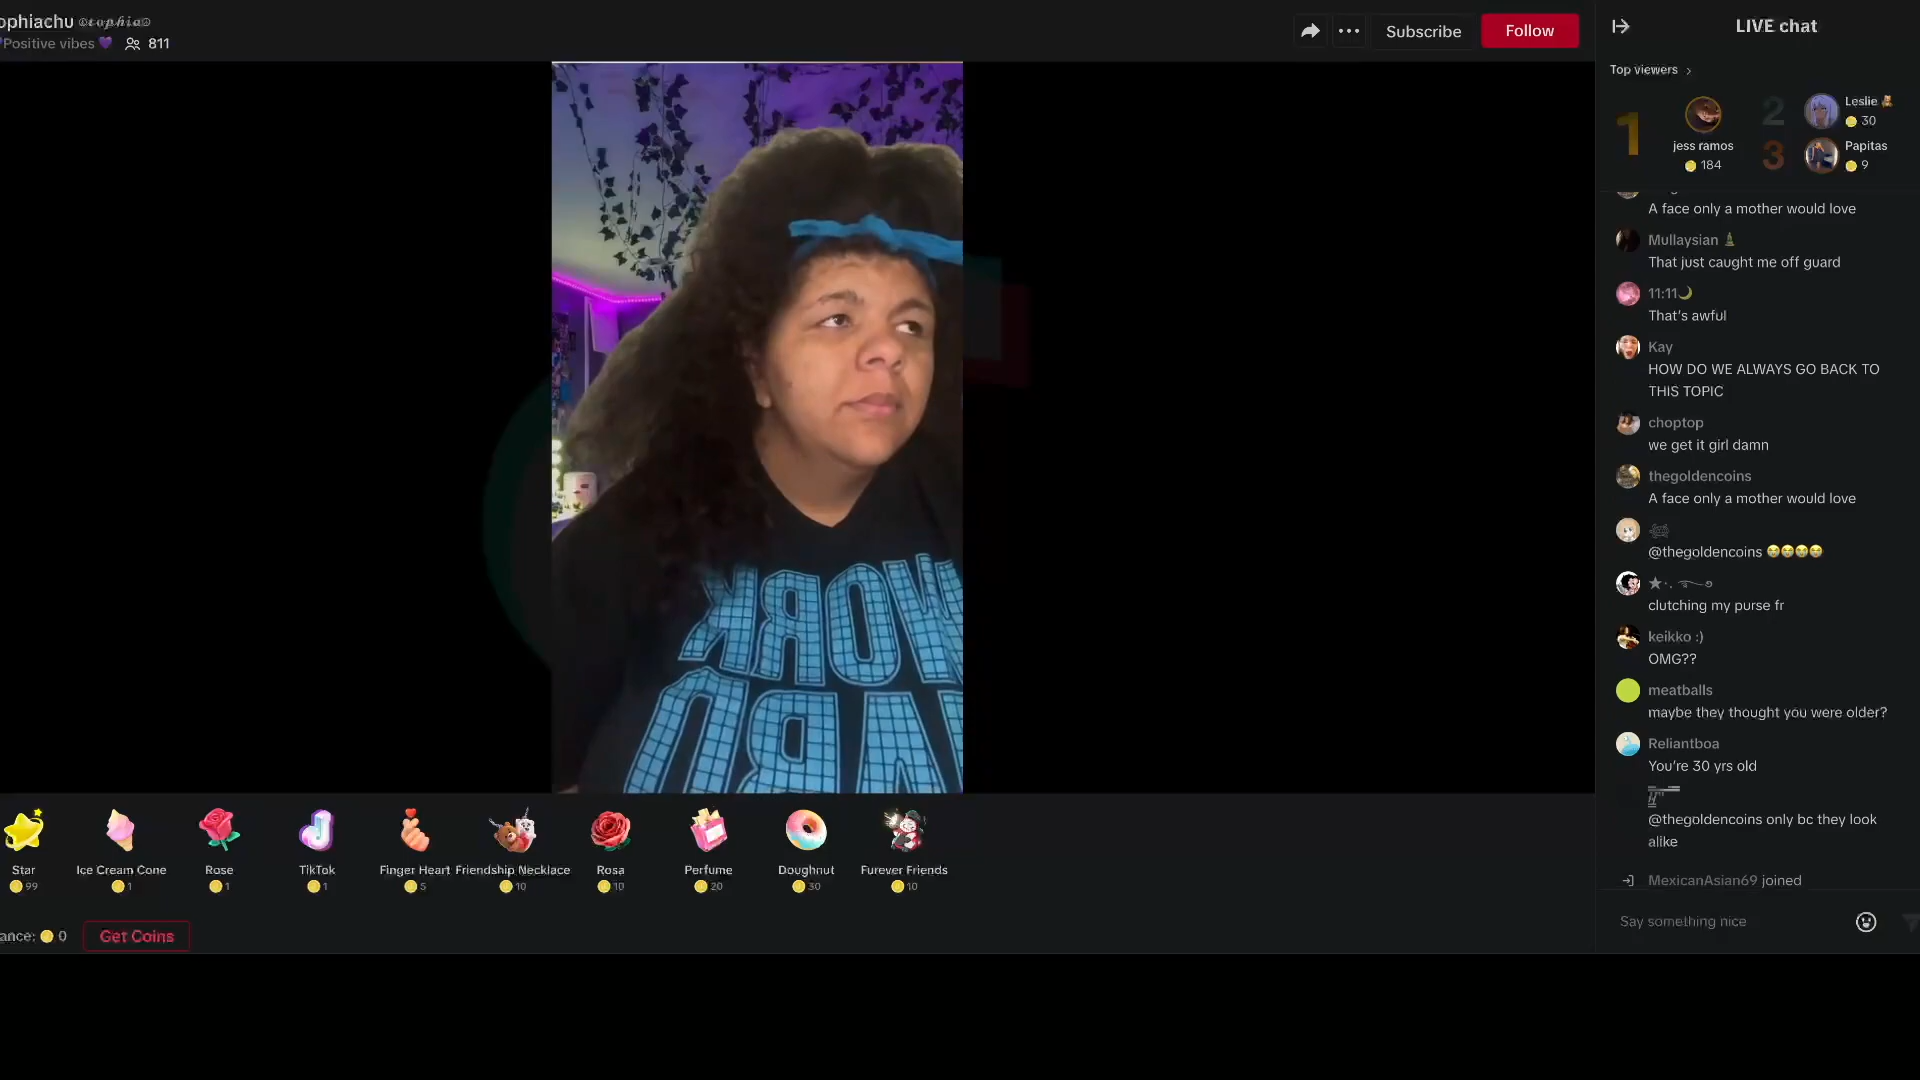 ophiachu
Positive vibes 💜 811
Subscribe
Follow
LIVE chat
Top viewers
1
jess ramos
184
2
Leslie 🧸
30
3
Papitas
9
A face only a mother would love
Mullaysian
That just caught me off guard
11:11🌙
That's awful
Kay
HOW DO WE ALWAYS GO BACK TO
THIS TOPIC
choptop
we get it girl damn
thegoldencoins
A face only a mother would love
@thegoldencoins 😭😭😭😭
clutching my purse fr
keikko :)
OMG??
meatballs
maybe they thought you were older?
Reliantboa
You're 30 yrs old
@thegoldencoins only bc they look
alike
MexicanAsian69 joined
Say something nice
WORK
HARD
Star
99
Ice Cream Cone
1
Rose
1
TikTok
1
Finger Heart
5
Friendship Necklace
10
Rosa
10
Perfume
20
Doughnut
30
Furever Friends
10
ance: 0
Get Coins